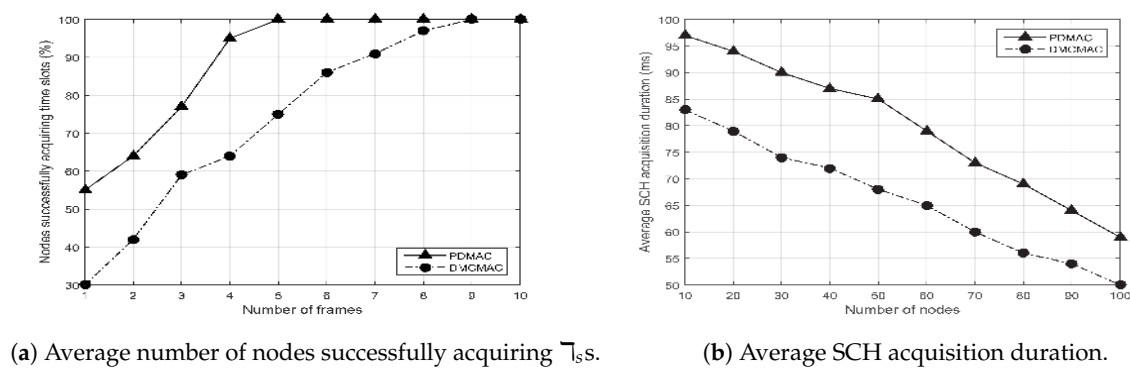 100
90
80
70
60
50
40
30
Nodes successfully acquiring time slots (%)
PDMAC
DMCMAC
1 2 3 4 5 6 7 8 9 10
Number of frames
100
95
90
85
80
75
70
65
60
55
50
Average SCH acquisition duration (ms)
PDMAC
DMCMAC
10 20 30 40 50 60 70 80 90 100
Number of nodes
(a) Average number of nodes successfully acquiring ℸₛs.
(b) Average SCH acquisition duration.